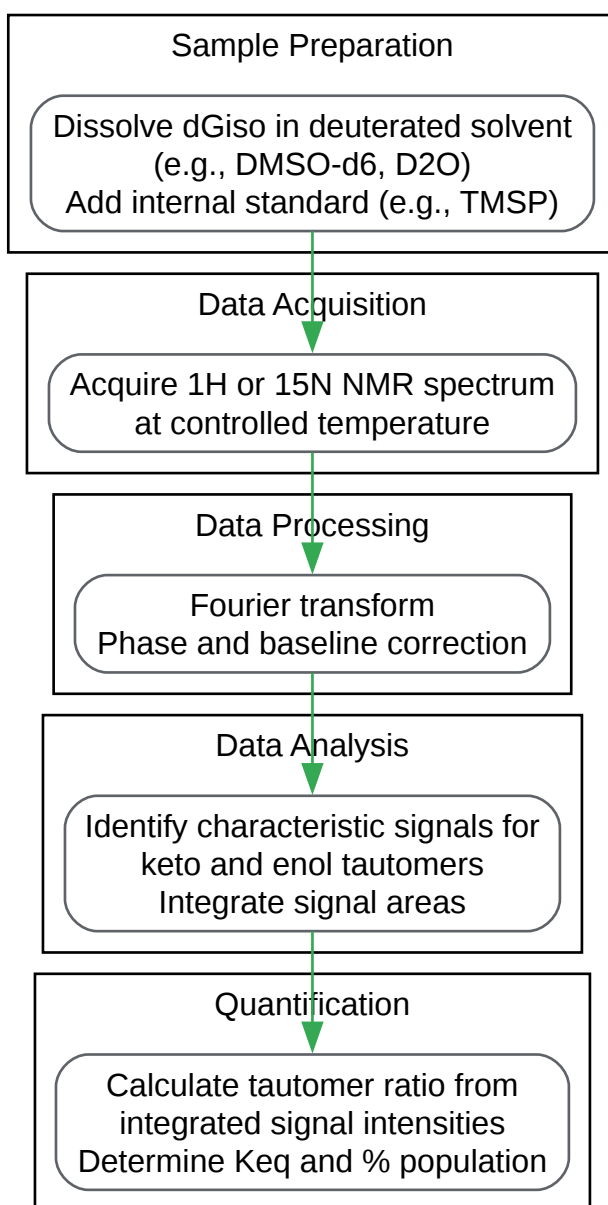 Sample Preparation
Dissolve dGiso in deuterated solvent
(e.g., DMSO-d6, D2O)
Add internal standard (e.g., TMSP)
Data Acquisition
Acquire 1H or 15N NMR spectrum
at controlled temperature
Data Processing
Fourier transform
Phase and baseline correction
Data Analysis
Identify characteristic signals for
keto and enol tautomers
Integrate signal areas
Quantification
Calculate tautomer ratio from
integrated signal intensities
Determine Keq and % population